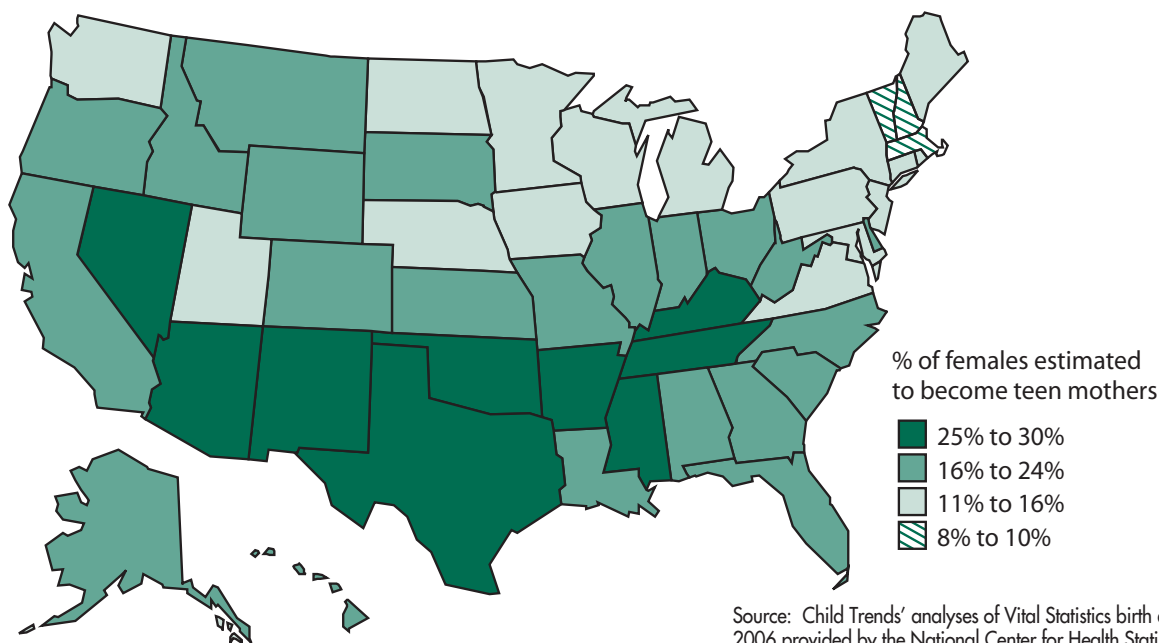 % of females estimated
to become teen mothers
25% to 30%
16% to 24%
11% to 16%
8% to 10%
Source: Child Trends’ analyses of Vital Statistics birth
2006 provided by the National Center for Health